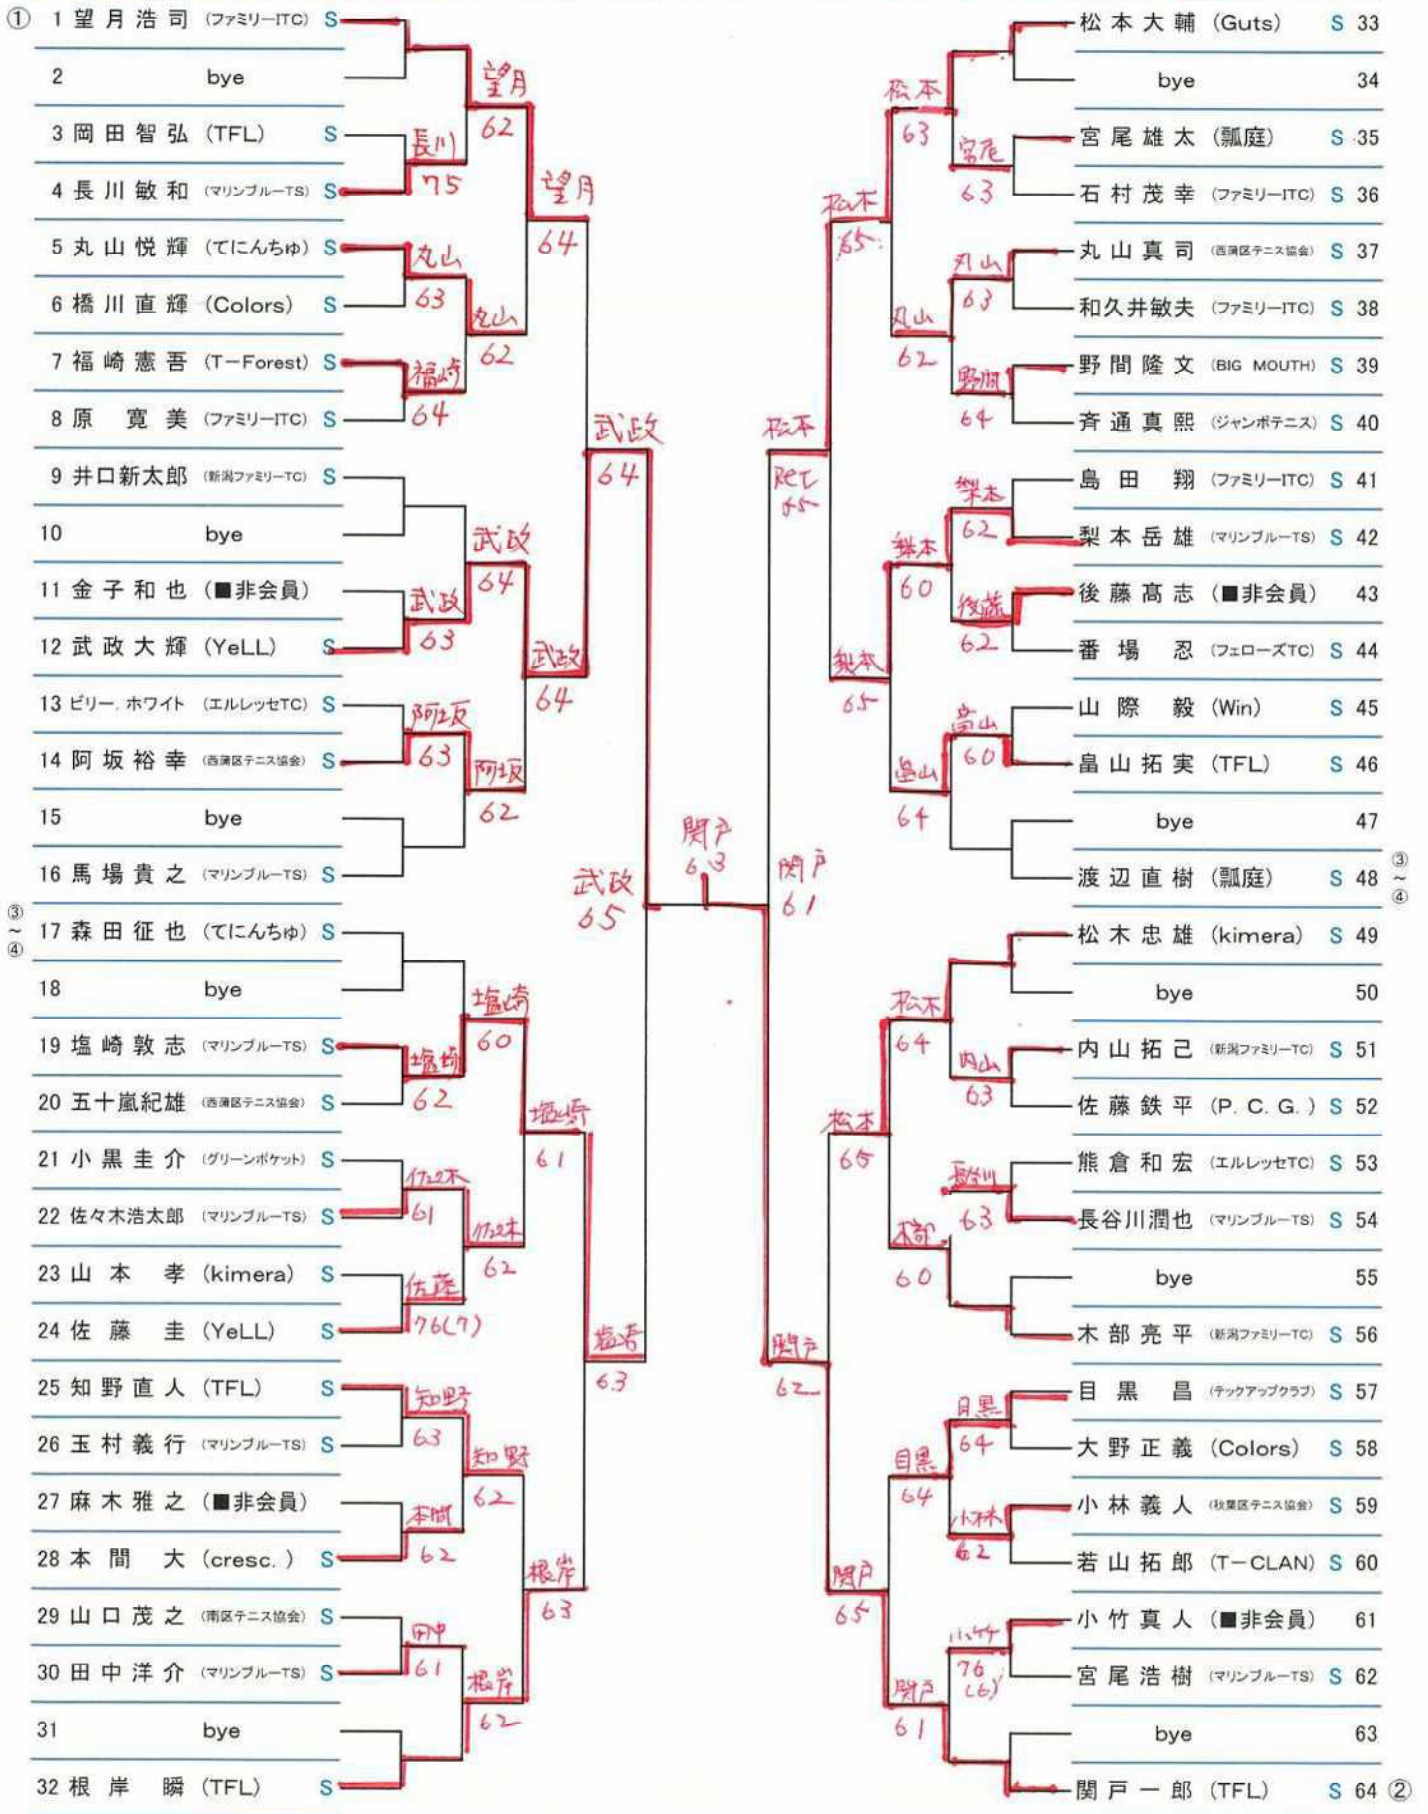 ① 1 望月浩司 (ファミリーITC) S
2 bye
3 岡田智弘 (TFL) S
4 長川敏和 (マリンブルーTS) S
5 丸山悦輝 (てにんちゅ) S
6 橋川直輝 (Colors) S
7 福崎憲吾 (T-Forest) S
8 原 寛美 (ファミリーITC) S
9 井口新太郎 (新潟ファミリーTC) S
10 bye
11 金子和也 (■非会員)
12 武政大輝 (YeLL) S
13 ビリー.ホワイト (エルレッセTC) S
14 阿坂裕幸 (西蒲区テニス協会) S
15 bye
16 馬場貴之 (マリンブルーTS) S
③~④ 17 森田征也 (てにんちゅ) S
18 bye
19 塩崎敦志 (マリンブルーTS) S
20 五十嵐紀雄 (西蒲区テニス協会) S
21 小黒圭介 (グリーンポケット) S
22 佐々木浩太郎 (マリンブルーTS) S
23 山本 孝 (kimera) S
24 佐藤 圭 (YeLL) S
25 知野直人 (TFL) S
26 玉村義行 (マリンブルーTS) S
27 麻木雅之 (■非会員)
28 本間 大 (cresc.) S
29 山口茂之 (南区テニス協会) S
30 田中洋介 (マリンブルーTS) S
31 bye
32 根岸 瞬 (TFL) S
長川
75
丸山
63
福崎
64
武政
63
阿坂
63
塩崎
62
佐々木
61
佐藤
76(7)
知野
63
本間
62
田中
61
望月
62
丸山
62
武政
64
阿坂
62
塩崎
60
佐々木
62
知野
62
根岸
62
望月
64
武政
64
塩崎
61
根岸
63
武政
64
塩崎
63
武政
65
関戸
63
関戸
61
松本
Ret
65
関戸
62
松本
65
梨本
65
松木
65
関戸
65
松本
63
丸山
62
梨本
60
畠山
64
松木
64
木部
60
目黒
64
関戸
61
宮尾
63
丸山
63
野間
64
梨本
62
後藤
62
畠山
60
内山
63
長谷川
63
目黒
64
小林
62
小竹
76
(6)
松本大輔 (Guts) S 33
bye 34
宮尾雄太 (瓢庭) S 35
石村茂幸 (ファミリーITC) S 36
丸山真司 (西蒲区テニス協会) S 37
和久井敏夫 (ファミリーITC) S 38
野間隆文 (BIG MOUTH) S 39
斉通真熙 (ジャンボテニス) S 40
島田 翔 (ファミリーITC) S 41
梨本岳雄 (マリンブルーTS) S 42
後藤髙志 (■非会員) 43
番場 忍 (フェローズTC) S 44
山際 毅 (Win) S 45
畠山拓実 (TFL) S 46
bye 47
渡辺直樹 (瓢庭) S 48 ③~④
松木忠雄 (kimera) S 49
bye 50
内山拓己 (新潟ファミリーTC) S 51
佐藤鉄平 (P.C.G.) S 52
熊倉和宏 (エルレッセTC) S 53
長谷川潤也 (マリンブルーTS) S 54
bye 55
木部亮平 (新潟ファミリーTC) S 56
目黒 昌 (テックアップクラブ) S 57
大野正義 (Colors) S 58
小林義人 (秋葉区テニス協会) S 59
若山拓郎 (T-CLAN) S 60
小竹真人 (■非会員) 61
宮尾浩樹 (マリンブルーTS) S 62
bye 63
関戸一郎 (TFL) S 64 ②